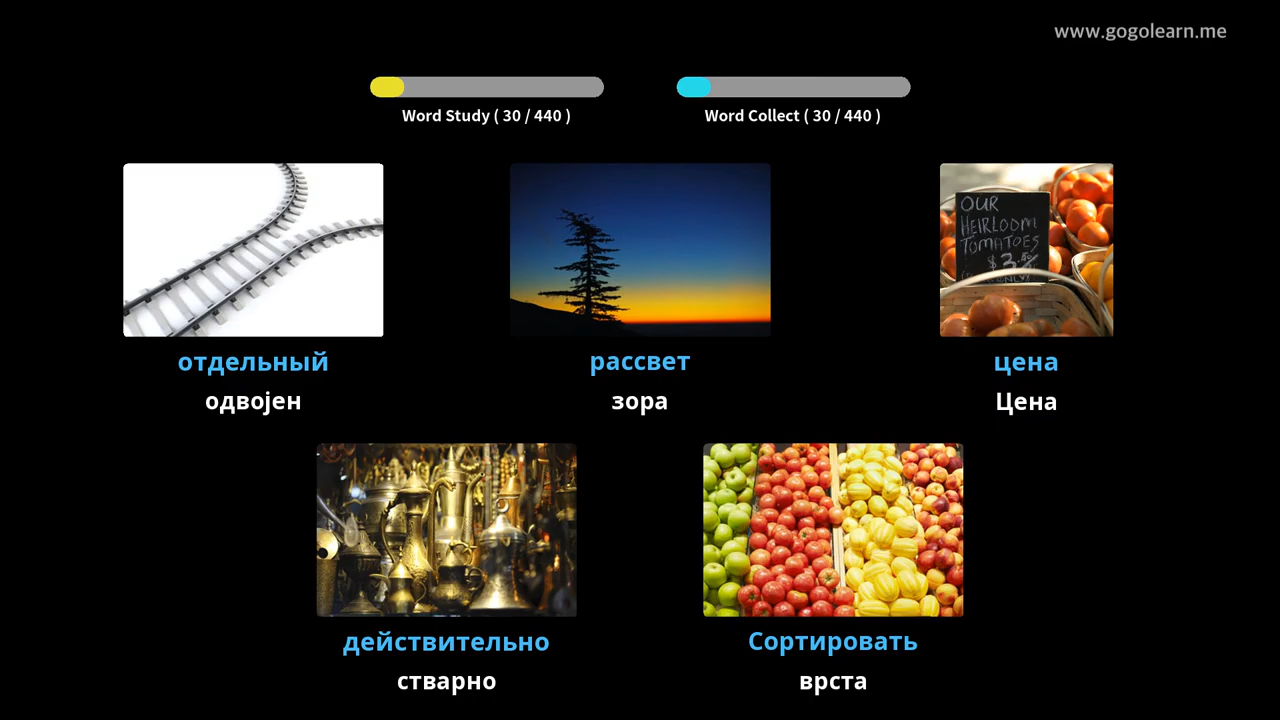 www.gogolearn.me
Word Study ( 30 / 440 )
Word Collect ( 30 / 440 )
OUR
HEIRLOOM
TOMATOES
отдельный
рассвет
цена
одвојен
зора
Цена
действительно
Сортировать
стварно
врста